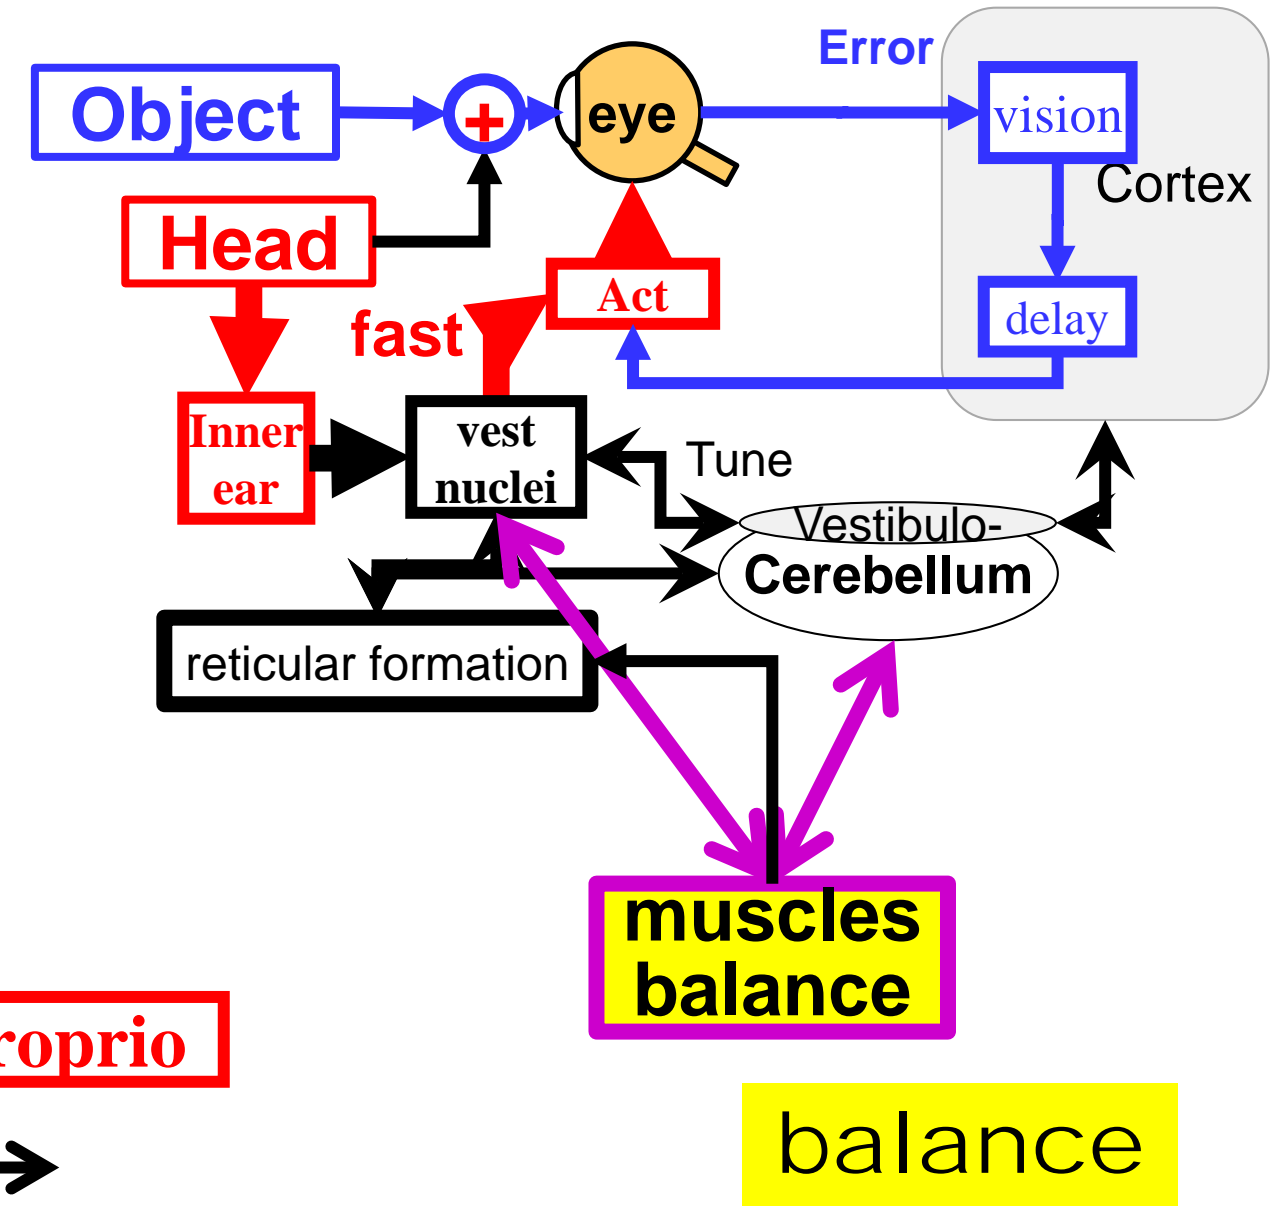 Error
Object
+
eye
vision
Cortex
Head
Act
delay
fast
Inner
ear
vest
nuclei
Tune
Vestibulo-
Cerebellum
reticular formation
muscles
balance
roprio
balance